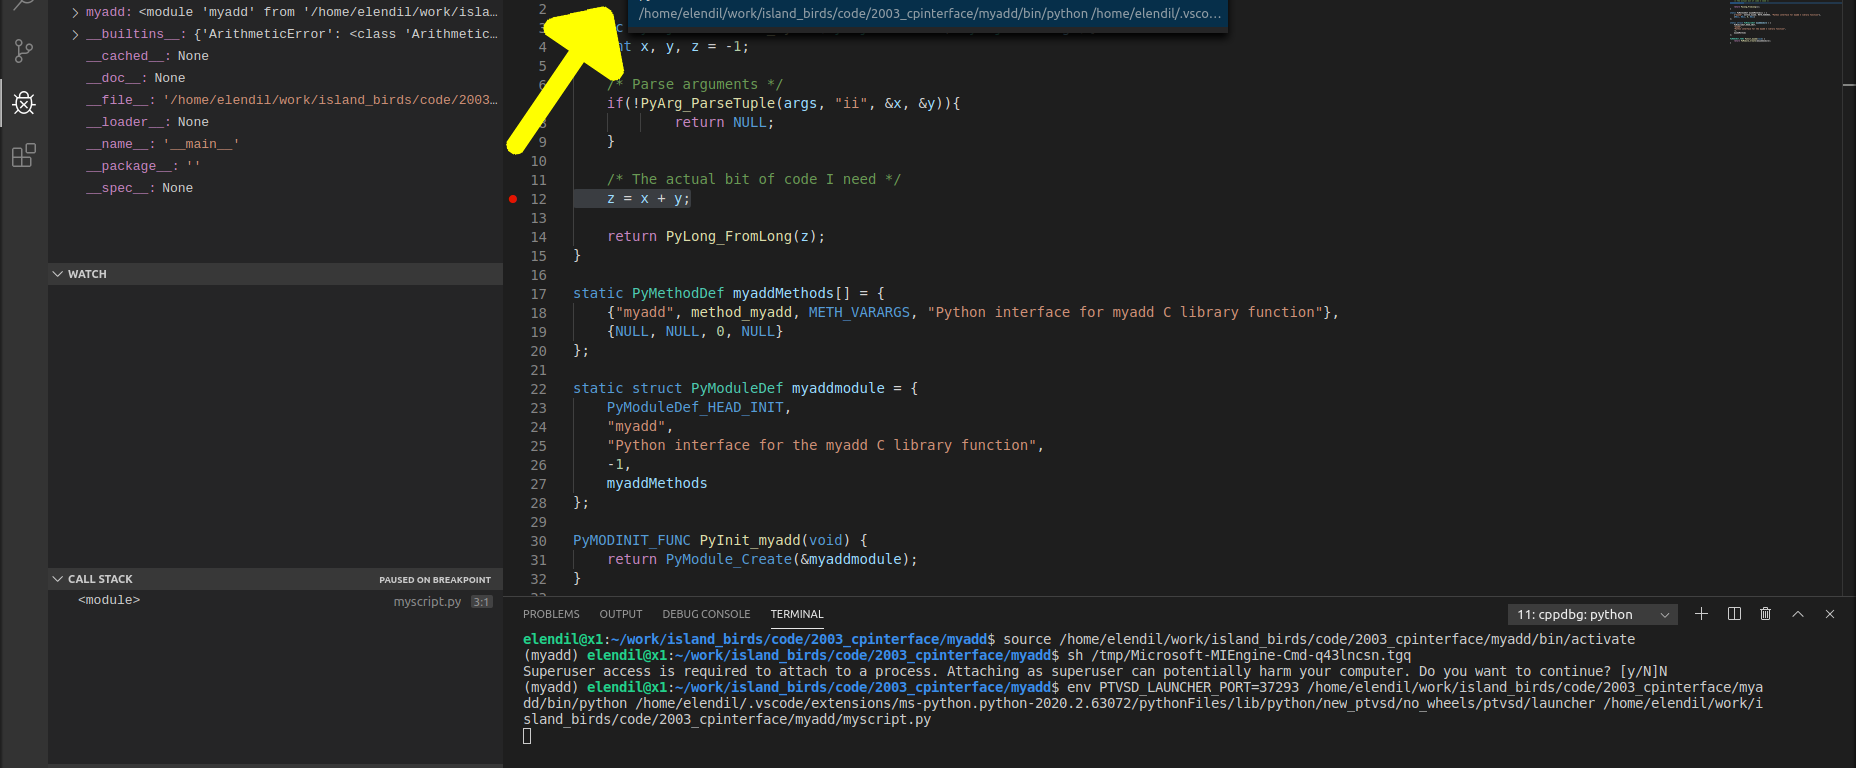 myadd: <module 'myadd' from '/home/elendil/work/isla...
__builtins__: {'ArithmeticError': <class 'Arithmetic...
__cached__: None
__doc__: None
__file__: '/home/elendil/work/island_birds/code/2003...
__loader__: None
__name__: '__main__'
__package__: ''
__spec__: None
WATCH
CALL STACK PAUSED ON BREAKPOINT
<module> myscript.py 3:1
/home/elendil/work/island_birds/code/2003_cpinterface/myadd/bin/python /home/elendil/.vsco...
2
3
4 int x, y, z = -1;
5
6 /* Parse arguments */
if(!PyArg_ParseTuple(args, "ii", &x, &y)){
8 return NULL;
9 }
10
11 /* The actual bit of code I need */
12 z = x + y;
13
14 return PyLong_FromLong(z);
15 }
16
17 static PyMethodDef myaddMethods[] = {
18 {"myadd", method_myadd, METH_VARARGS, "Python interface for myadd C library function"},
19 {NULL, NULL, 0, NULL}
20 };
21
22 static struct PyModuleDef myaddmodule = {
23 PyModuleDef_HEAD_INIT,
24 "myadd",
25 "Python interface for the myadd C library function",
26 -1,
27 myaddMethods
28 };
29
30 PyMODINIT_FUNC PyInit_myadd(void) {
31 return PyModule_Create(&myaddmodule);
32 }
PROBLEMS OUTPUT DEBUG CONSOLE TERMINAL 11: cppdbg: python
elendil@x1:~/work/island_birds/code/2003_cpinterface/myadd$ source /home/elendil/work/island_birds/code/2003_cpinterface/myadd/bin/activate
(myadd) elendil@x1:~/work/island_birds/code/2003_cpinterface/myadd$ sh /tmp/Microsoft-MIEngine-Cmd-q43lncsn.tgq
Superuser access is required to attach to a process. Attaching as superuser can potentially harm your computer. Do you want to continue? [y/N]N
(myadd) elendil@x1:~/work/island_birds/code/2003_cpinterface/myadd$ env PTVSD_LAUNCHER_PORT=37293 /home/elendil/work/island_birds/code/2003_cpinterface/mya
dd/bin/python /home/elendil/.vscode/extensions/ms-python.python-2020.2.63072/pythonFiles/lib/python/new_ptvsd/no_wheels/ptvsd/launcher /home/elendil/work/i
sland_birds/code/2003_cpinterface/myadd/myscript.py